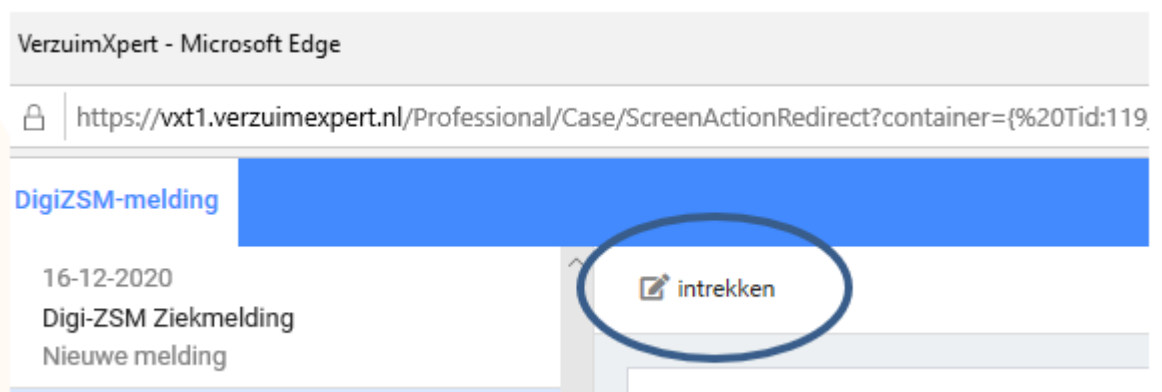 VerzuimXpert - Microsoft Edge
https://vxt1.verzuimexpert.nl/Professional/Case/ScreenActionRedirect?container={%20Tid:119_
DigiZSM-melding
16-12-2020
Digi-ZSM Ziekmelding
Nieuwe melding
intrekken